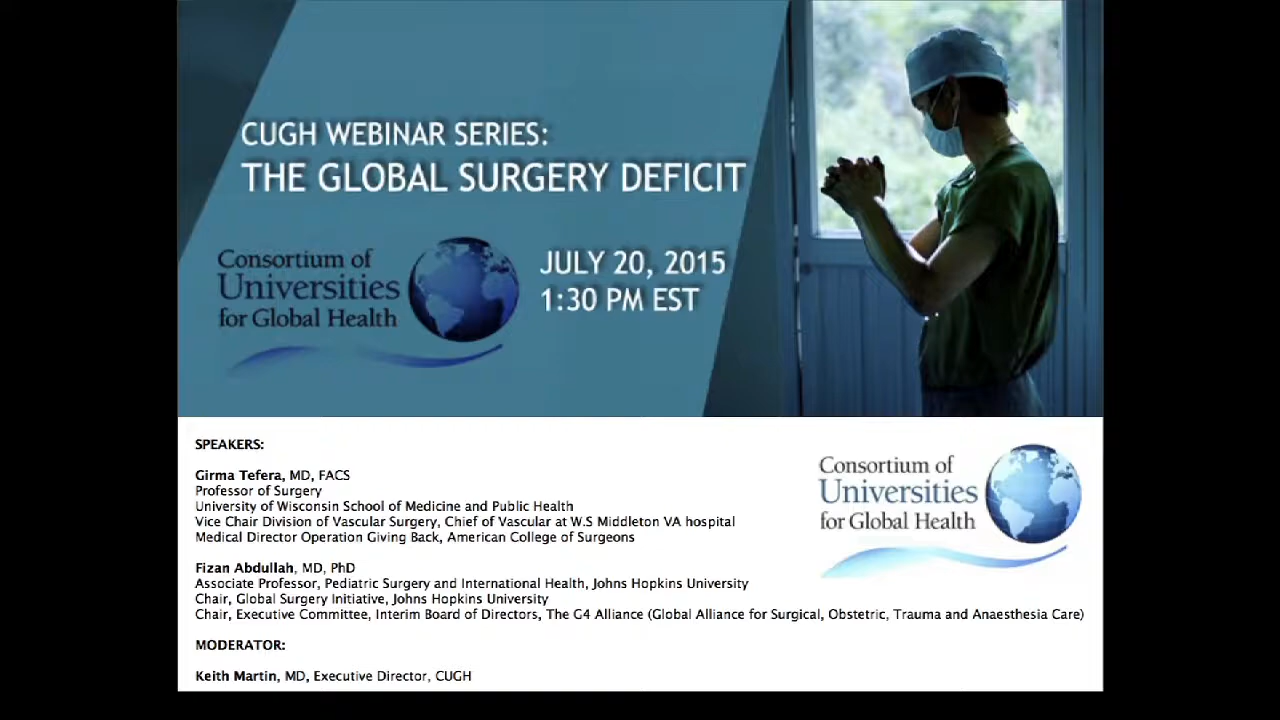 CUGH WEBINAR SERIES:
THE GLOBAL SURGERY DEFICIT
Consortium of
Universities
for Global Health
JULY 20, 2015
1:30 PM EST
SPEAKERS:
Girma Tefera, MD, FACS
Professor of Surgery
University of Wisconsin School of Medicine and Public Health
Vice Chair Division of Vascular Surgery, Chief of Vascular at W.S Middleton VA hospital
Medical Director Operation Giving Back, American College of Surgeons
Fizan Abdullah, MD, PhD
Associate Professor, Pediatric Surgery and International Health, Johns Hopkins University
Chair, Global Surgery Initiative, Johns Hopkins University
Chair, Executive Committee, Interim Board of Directors, The G4 Alliance (Global Alliance for Surgical, Obstetric, Trauma and Anaesthesia Care)
MODERATOR:
Keith Martin, MD, Executive Director, CUGH
Consortium of
Universities
for Global Health